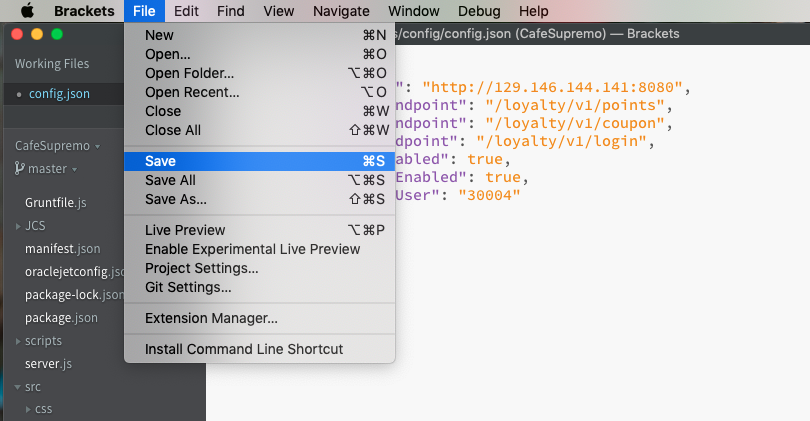 Brackets File Edit Find View Navigate Window Debug Help
s/config/config.json (CafeSupremo) — Brackets
Working Files
config.json
CafeSupremo
master
Gruntfile.js
JCS
manifest.json
oraclejetconfig.jso
package-lock.json
package.json
scripts
server.js
src
css
New ⌘N
Open... ⌘O
Open Folder... ⌥⌘O
Open Recent... ⌥O
Close ⌘W
Close All ⇧⌘W
Save ⌘S
Save All ⌥⌘S
Save As... ⇧⌘S
Live Preview ⌥⌘P
Enable Experimental Live Preview
Project Settings...
Git Settings...
Extension Manager...
Install Command Line Shortcut
": "http://129.146.144.141:8080",
ndpoint": "/loyalty/v1/points",
ndpoint": "/loyalty/v1/coupon",
dpoint": "/loyalty/v1/login",
abled": true,
Enabled": true,
User": "30004"